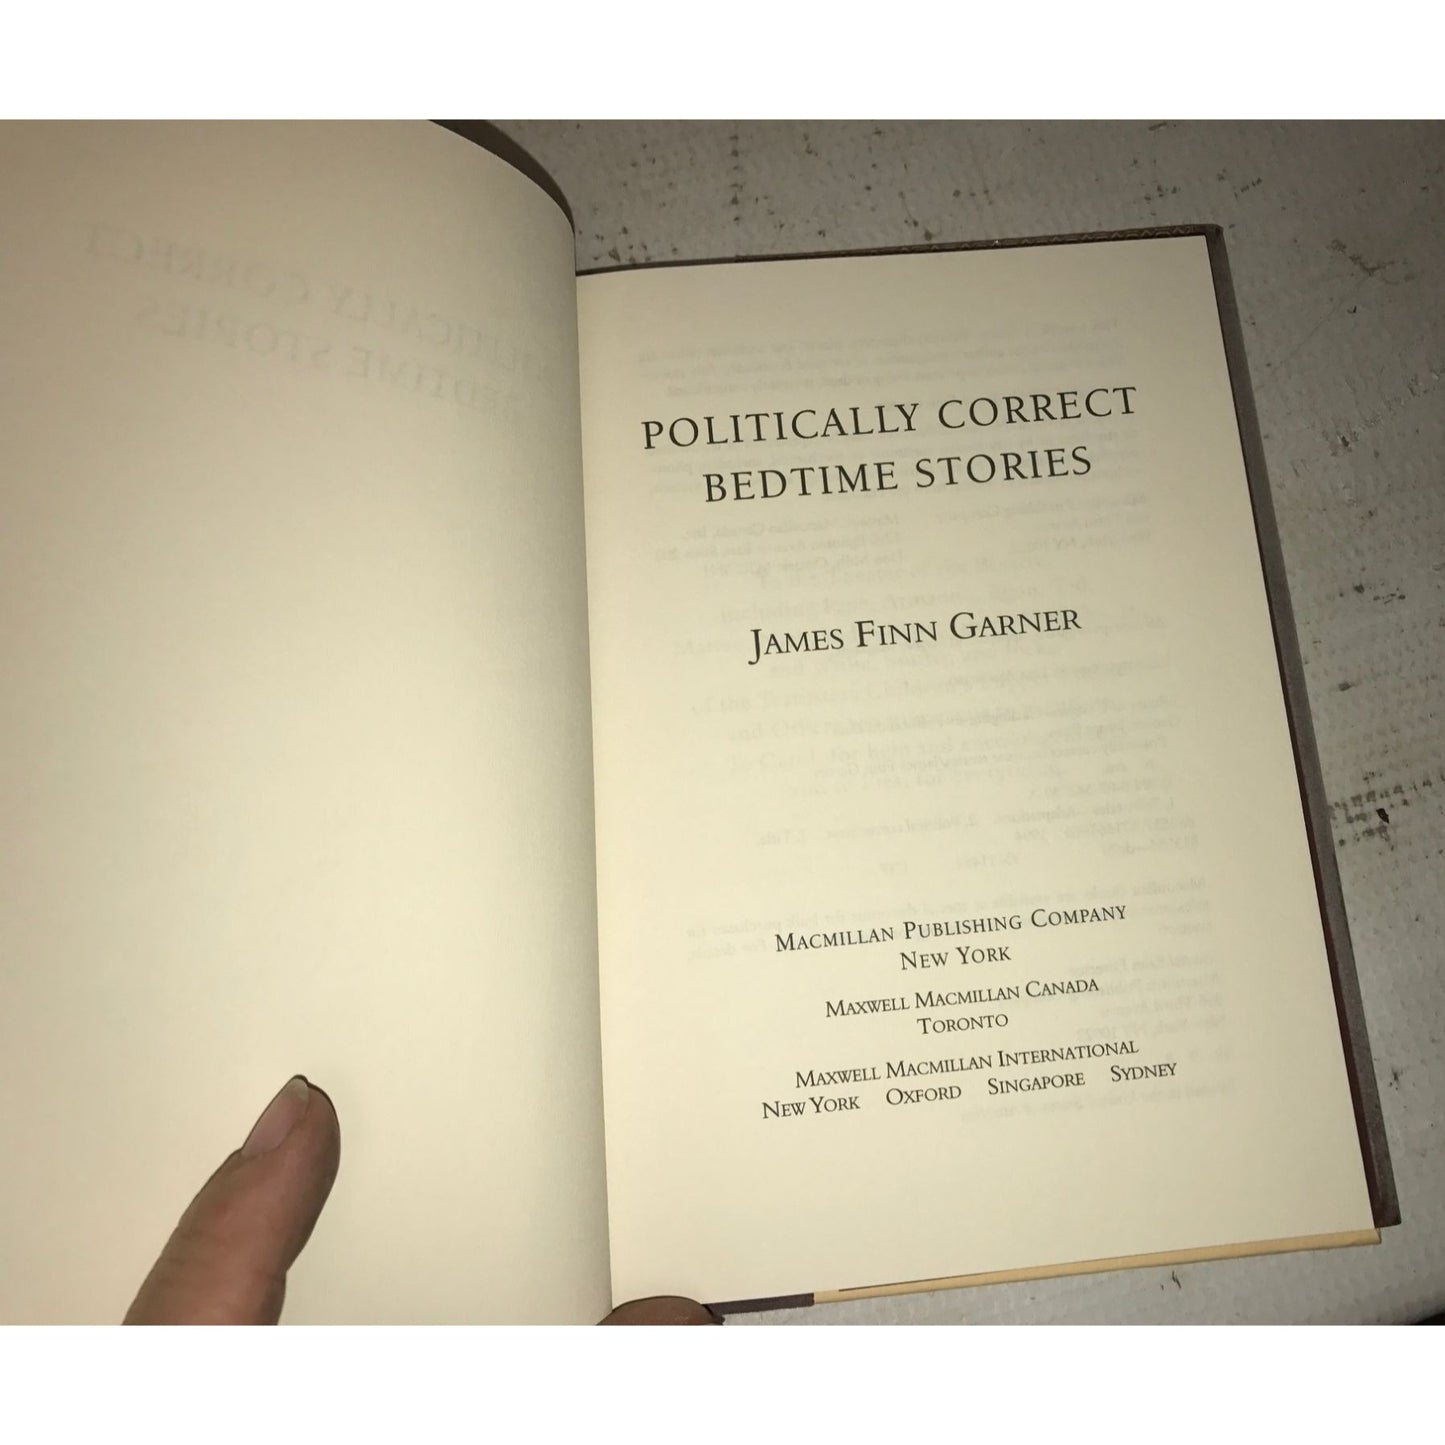 POLITICALLY CORRECT
BEDTIME STORIES
JAMES FINN GARNER
MACMILLAN PUBLISHING COMPANY
NEW YORK
MAXWELL MACMILLAN CANADA
TORONTO
MAXWELL MACMILLAN INTERNATIONAL
NEW YORK OXFORD SINGAPORE SYDNEY